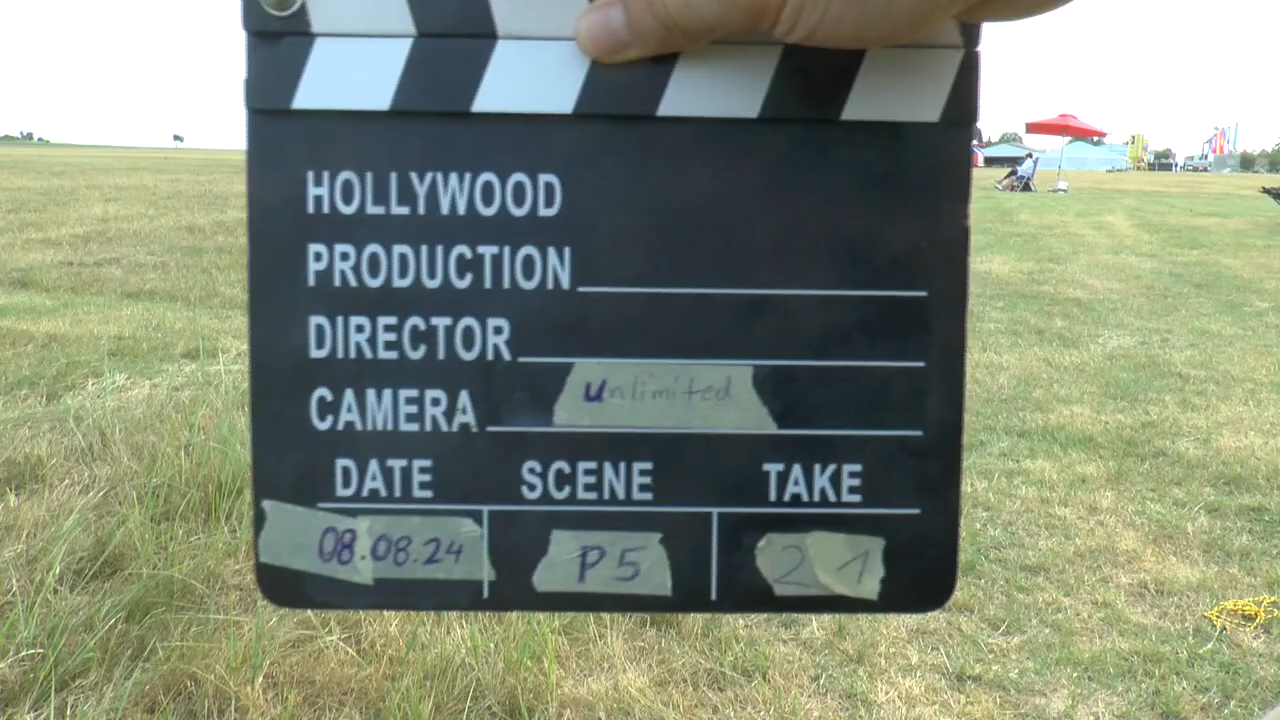 HOLLYWOOD
PRODUCTION
DIRECTOR
CAMERA unlimited
DATE SCENE TAKE
08.08.24 P5 21